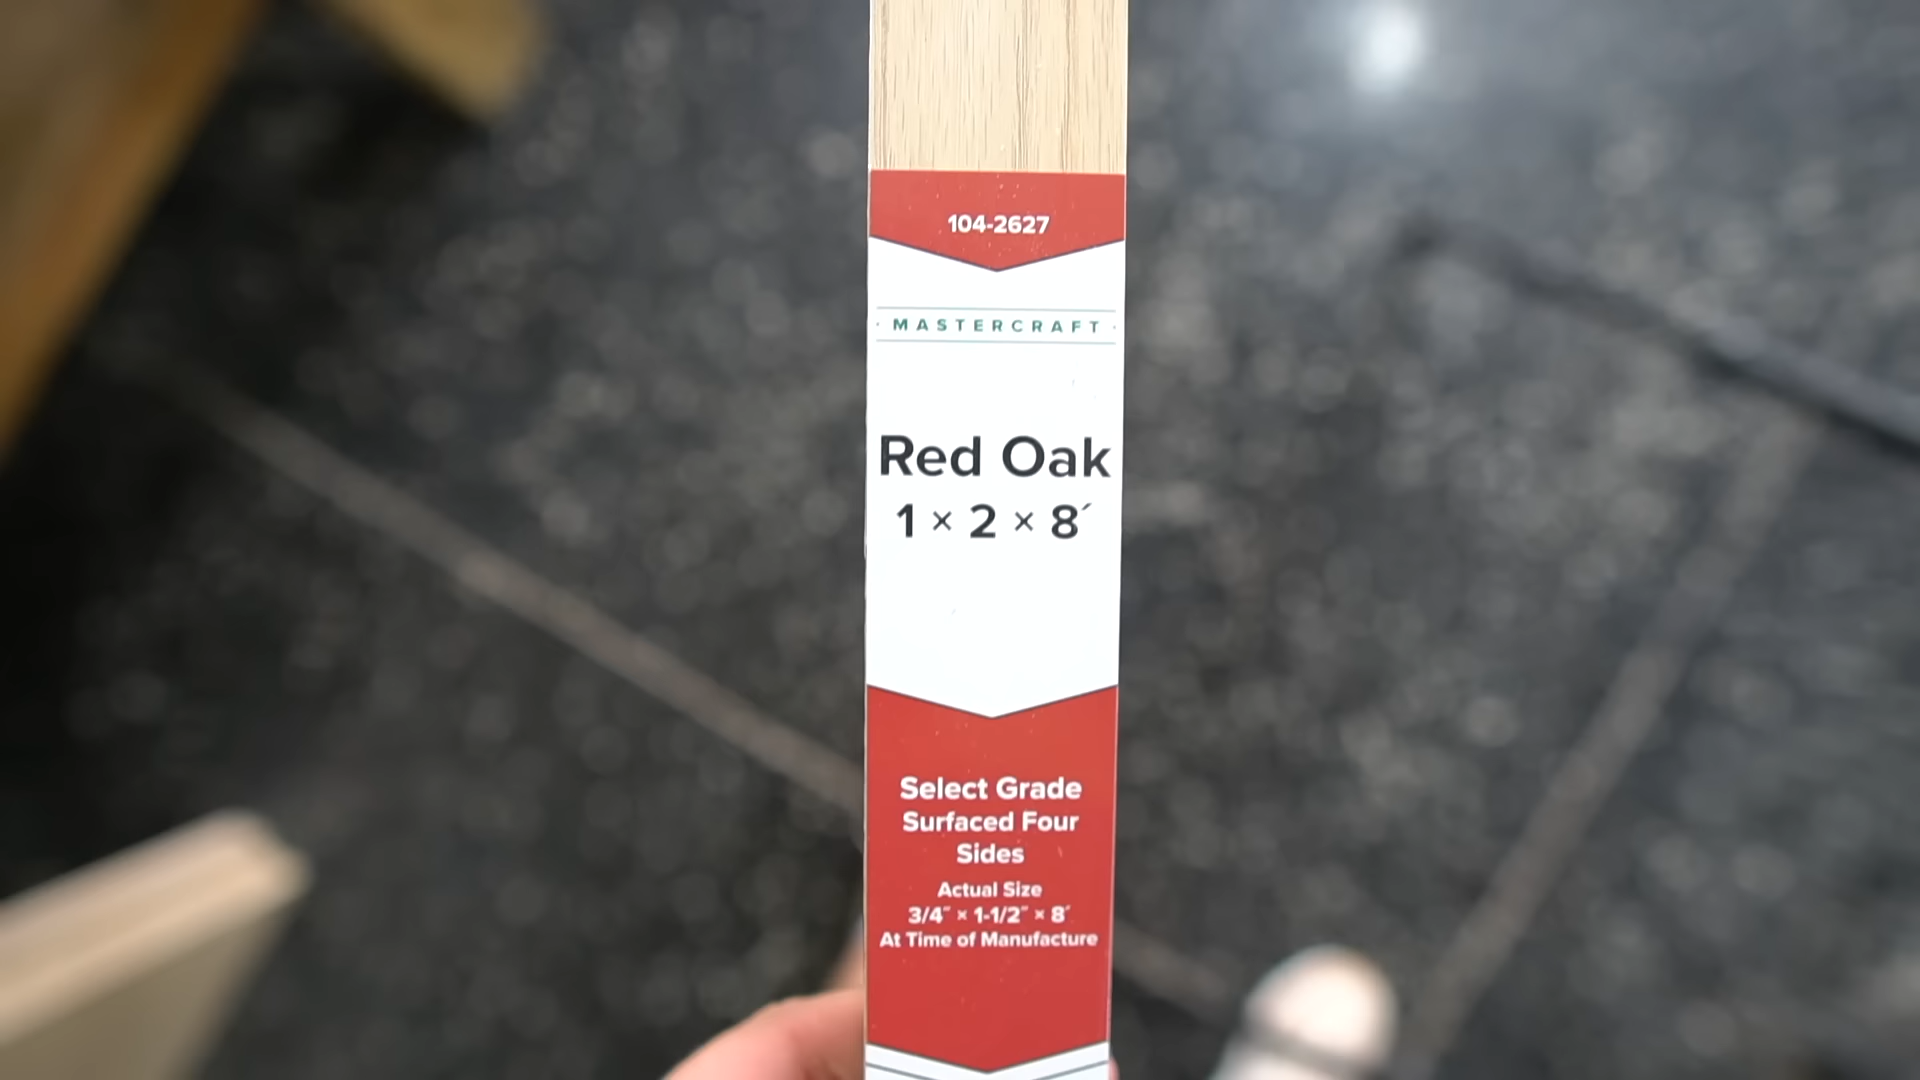 104-2627
· MASTERCRAFT ·
Red Oak
1 × 2 × 8´
Select Grade
Surfaced Four
Sides
Actual Size
3/4˝ × 1-1/2˝ × 8´
At Time of Manufacture